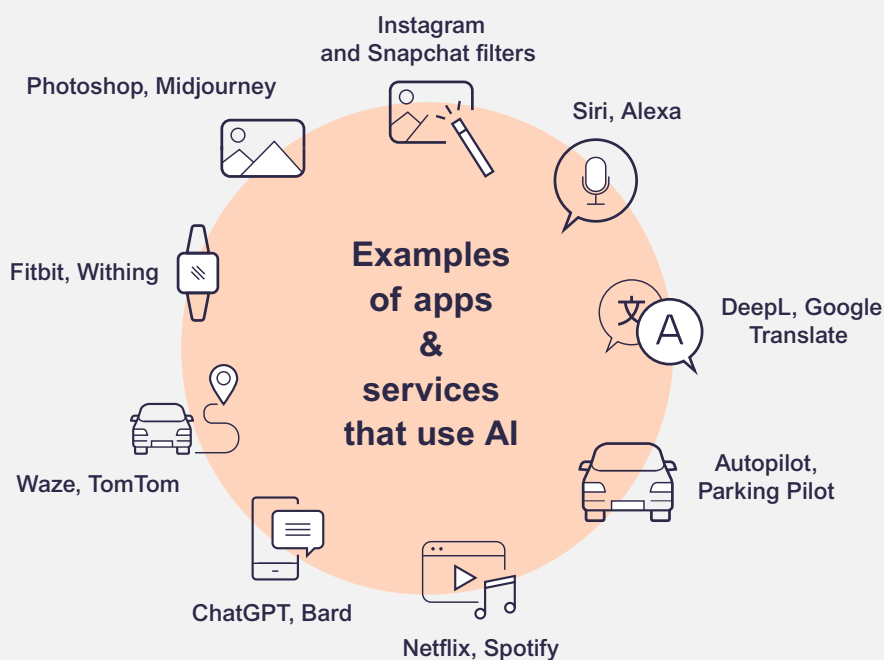 Instagram
and Snapchat filters
Photoshop, Midjourney
Siri, Alexa
Fitbit, Withing
Examples
of apps
&
services
that use AI
文
A
DeepL, Google
Translate
Waze, TomTom
Autopilot,
Parking Pilot
ChatGPT, Bard
Netflix, Spotify